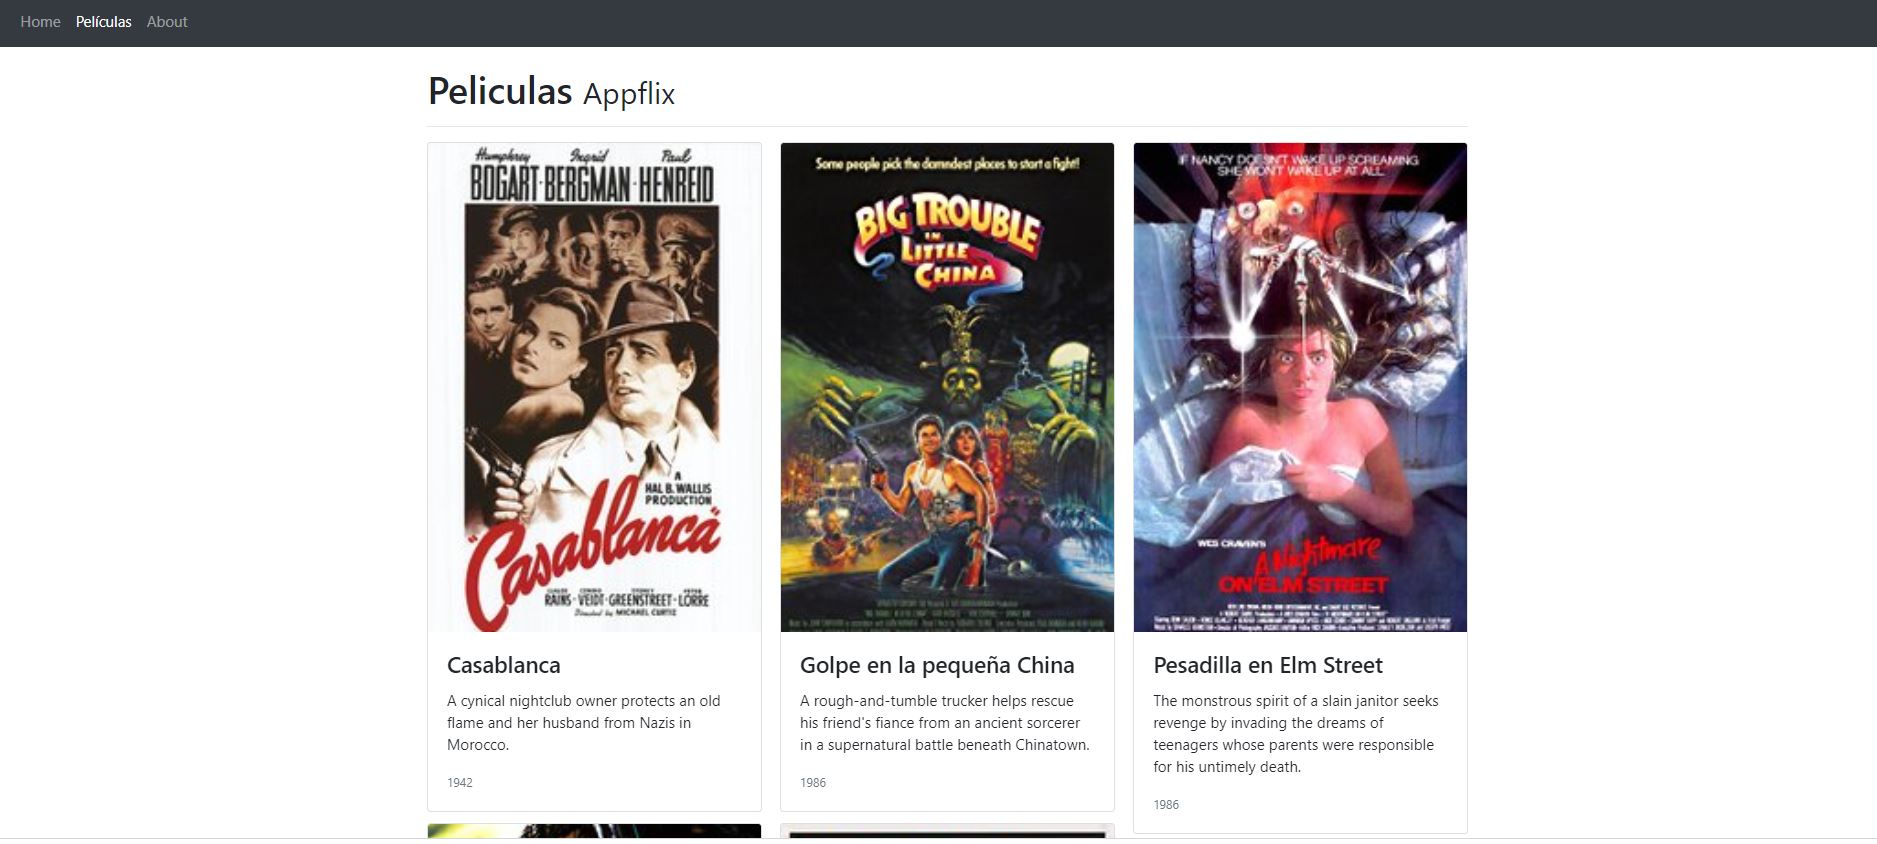 Home Películas About
Peliculas Appflix
Humphrey Ingrid Paul
BOGART·BERGMAN·HENREID
A
HAL B. WALLIS
PRODUCTION
"Casablanca"
CLAUDE CONRAD SYDNEY PETER
RAINS · VEIDT · GREENSTREET · LORRE
Directed by MICHAEL CURTIZ
Casablanca
A cynical nightclub owner protects an old
flame and her husband from Nazis in
Morocco.
1942
Some people pick the damndest places to start a fight!
BIG TROUBLE
IN
LITTLE
CHINA
Golpe en la pequeña China
A rough-and-tumble trucker helps rescue
his friend's fiance from an ancient sorcerer
in a supernatural battle beneath Chinatown.
1986
IF NANCY DOESN'T WAKE UP SCREAMING
SHE WON'T WAKE UP AT ALL
WES CRAVEN'S
A Nightmare
ON ELM STREET
Pesadilla en Elm Street
The monstrous spirit of a slain janitor seeks
revenge by invading the dreams of
teenagers whose parents were responsible
for his untimely death.
1986